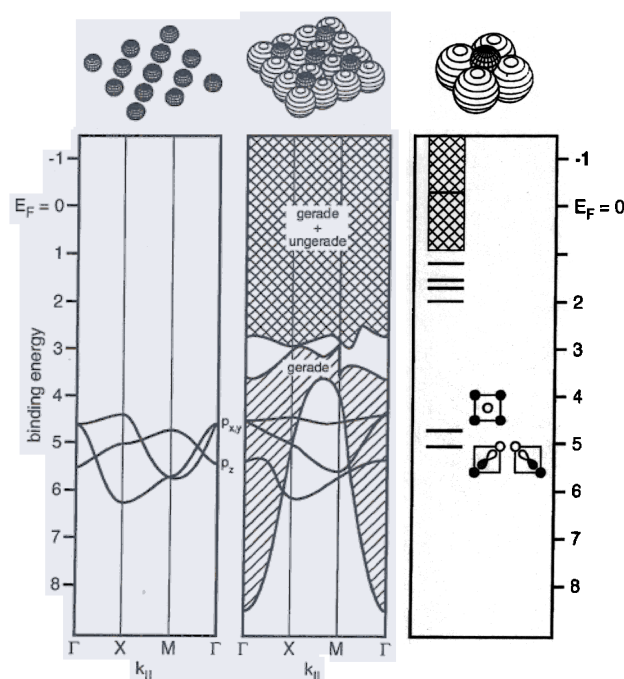 -1
E_F = 0
1
2
3
4
5
6
7
8
binding energy
Γ X M Γ
k_||
gerade
+
ungerade
gerade
p_x,y
p_z
Γ X M Γ
k_||
-1
E_F = 0
2
3
4
5
6
7
8